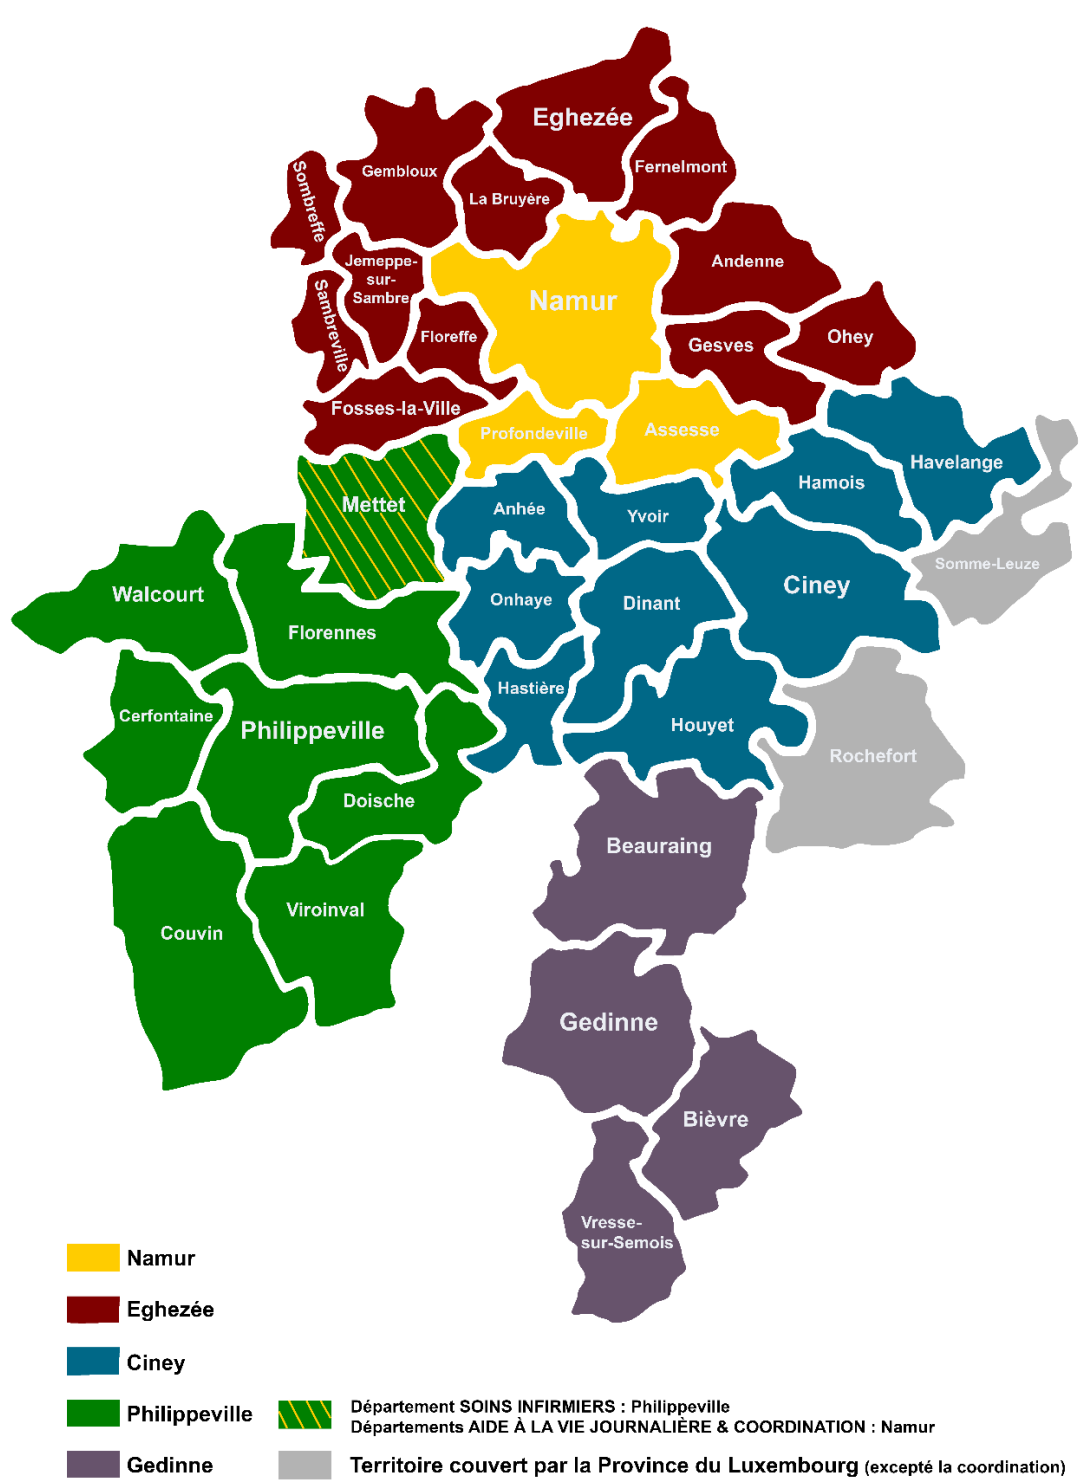 Eghezée
Fernelmont
Gembloux
La Bruyère
Sombreffe
Andenne
Jemeppe-
sur-
Sambre
Namur
Sambreville
Floreffe
Gesves
Ohey
Fosses-la-Ville
Profondeville
Assesse
Havelange
Hamois
Mettet
Anhée
Yvoir
Somme-Leuze
Ciney
Walcourt
Onhaye
Dinant
Florennes
Hastière
Cerfontaine
Philippeville
Houyet
Rochefort
Doische
Beauraing
Viroinval
Couvin
Gedinne
Bièvre
Vresse-
sur-Semois
Namur
Eghezée
Ciney
Philippeville
Département SOINS INFIRMIERS : Philippeville
Départements AIDE À LA VIE JOURNALIÈRE & COORDINATION : Namur
Gedinne
Territoire couvert par la Province du Luxembourg (excepté la coordination)